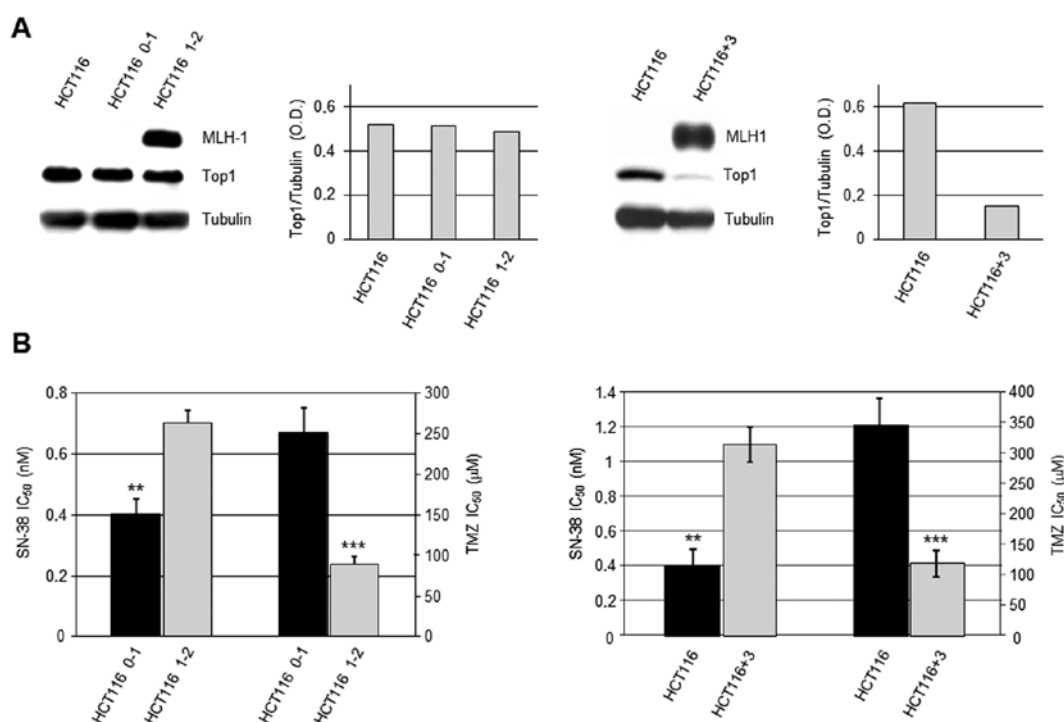 A
HCT116
HCT116 0-1
HCT116 1-2
MLH-1
Top1
Tubulin
Top1/Tubulin (O.D.)
0.6
0.4
0.2
0
HCT116
HCT116 0-1
HCT116 1-2
HCT116
HCT116+3
MLH1
Top1
Tubulin
Top1/Tubulin (O.D.)
0.6
0.4
0,2
0
HCT116
HCT116+3
B
SN-38 IC50 (nM)
0.8
0.6
0.4
0.2
0
**
***
300
250
200
150
100
50
0
TMZ IC50 (µM)
HCT116 0-1
HCT116 1-2
HCT116 0-1
HCT116 1-2
SN-38 IC50 (nM)
1.4
1.2
1
0.8
0.6
0.4
0.2
0
**
***
400
350
300
200
150
100
50
0
TMZ IC50 (µM)
HCT116
HCT116+3
HCT116
HCT116+3